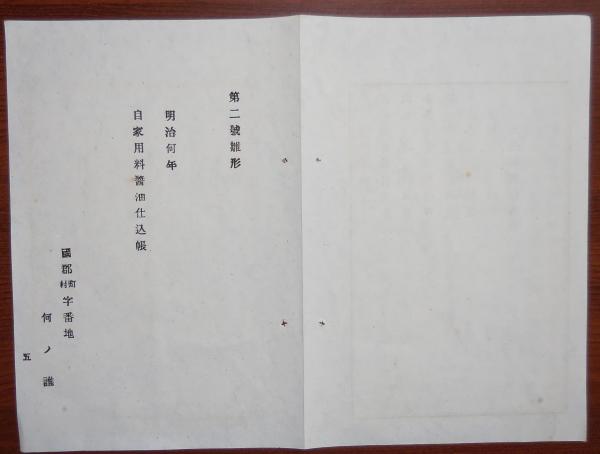 第二號雛形
明治何年
自家用料醬油仕込帳
國郡町村字番地
何ノ誰
五